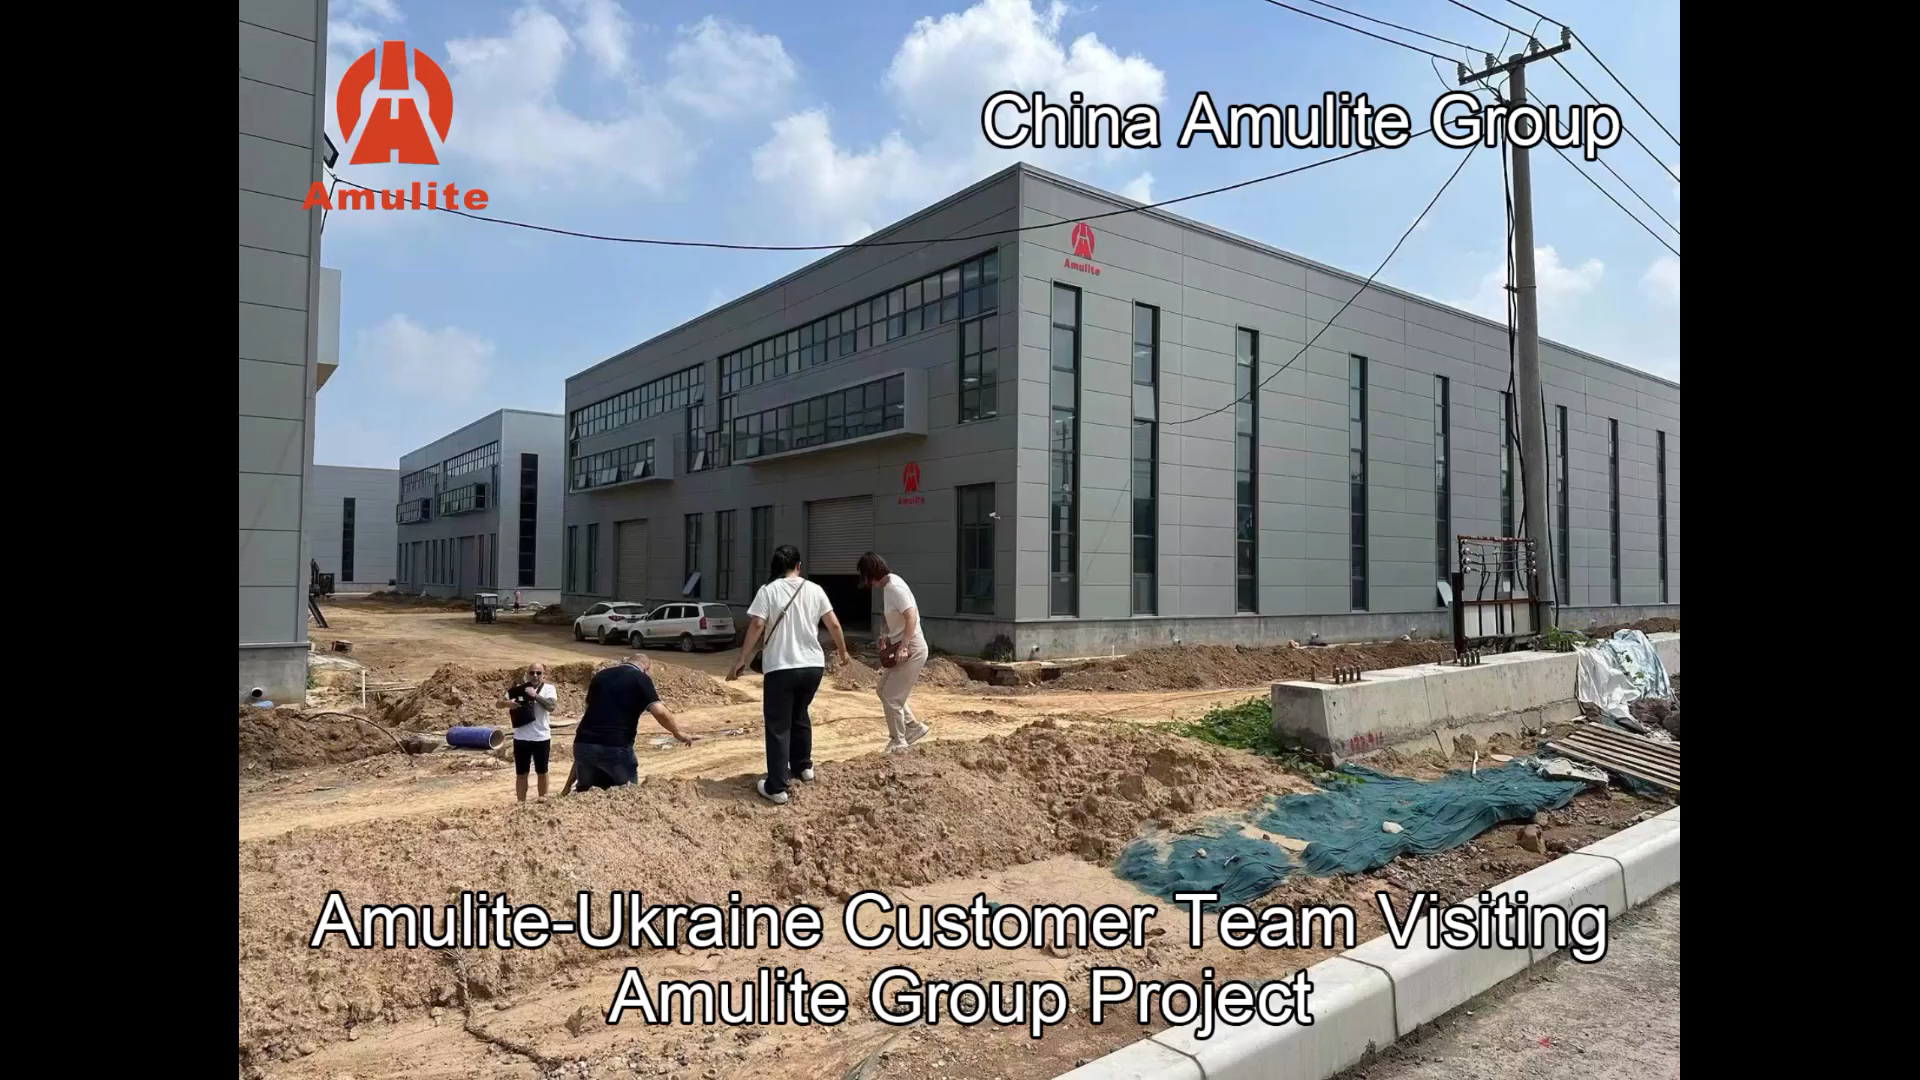 Amulite
China Amulite Group
Amulite
Amulite
Amulite-Ukraine Customer Team Visiting
Amulite Group Project